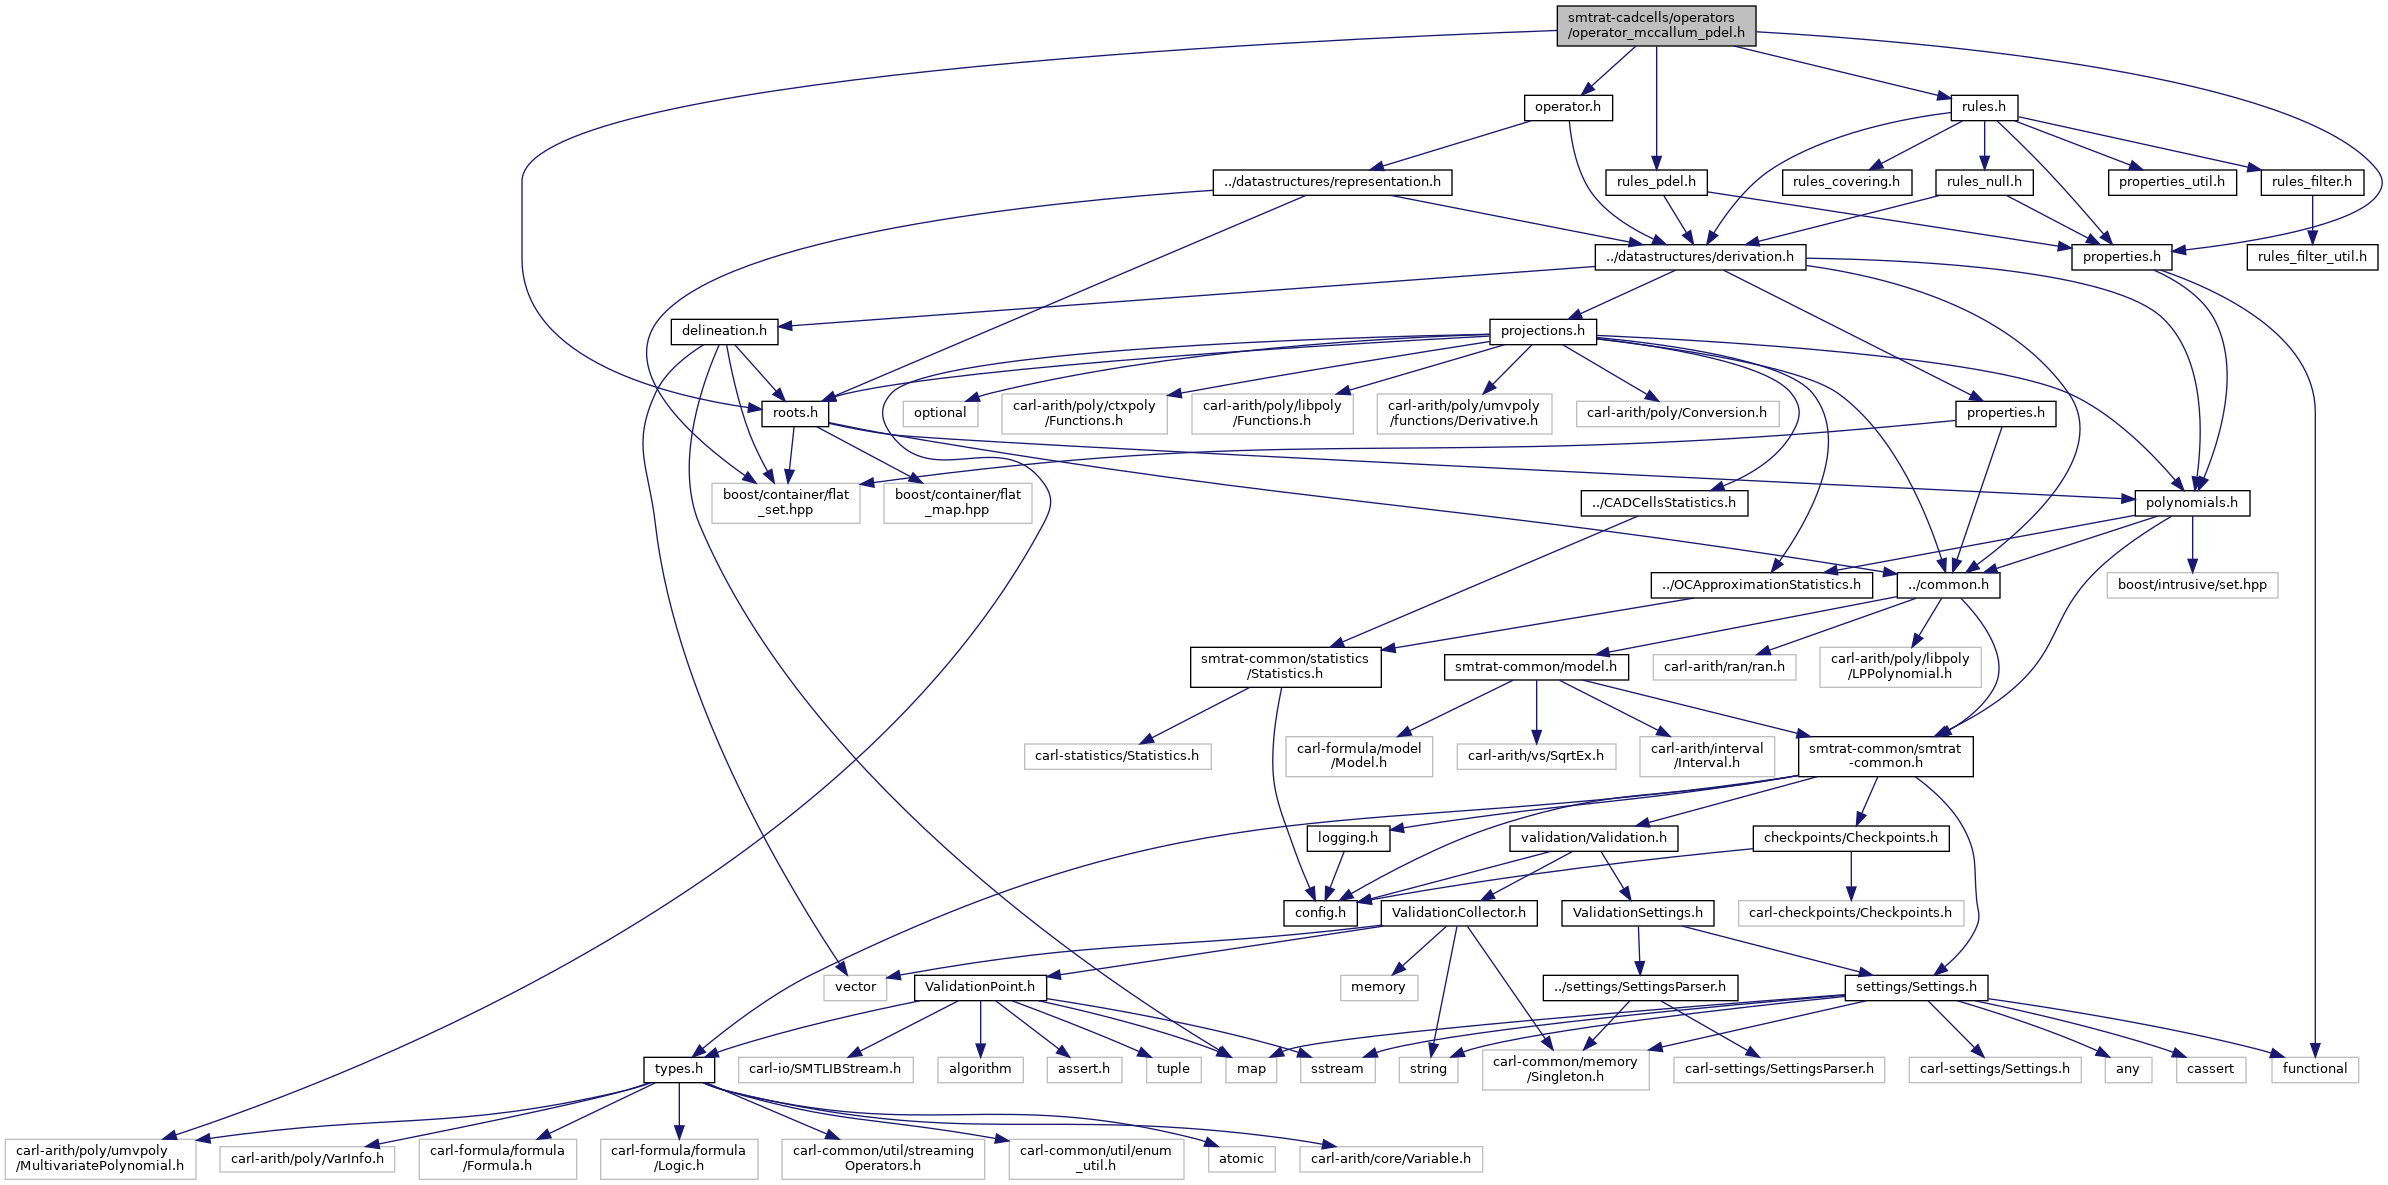 smtrat-cadcells/operators
/operator_mccallum_pdel.h
operator.h
rules.h
../datastructures/representation.h
rules_pdel.h
rules_covering.h
rules_null.h
properties_util.h
rules_filter.h
../datastructures/derivation.h
properties.h
rules_filter_util.h
delineation.h
projections.h
roots.h
optional
carl-arith/poly/ctxpoly
/Functions.h
carl-arith/poly/libpoly
/Functions.h
carl-arith/poly/umvpoly
/functions/Derivative.h
carl-arith/poly/Conversion.h
properties.h
boost/container/flat
_set.hpp
boost/container/flat
_map.hpp
../CADCellsStatistics.h
polynomials.h
../OCApproximationStatistics.h
../common.h
boost/intrusive/set.hpp
smtrat-common/statistics
/Statistics.h
smtrat-common/model.h
carl-arith/ran/ran.h
carl-arith/poly/libpoly
/LPPolynomial.h
carl-statistics/Statistics.h
carl-formula/model
/Model.h
carl-arith/vs/SqrtEx.h
carl-arith/interval
/Interval.h
smtrat-common/smtrat
-common.h
logging.h
validation/Validation.h
checkpoints/Checkpoints.h
config.h
ValidationCollector.h
ValidationSettings.h
carl-checkpoints/Checkpoints.h
vector
ValidationPoint.h
memory
../settings/SettingsParser.h
settings/Settings.h
types.h
carl-io/SMTLIBStream.h
algorithm
assert.h
tuple
map
sstream
string
carl-common/memory
/Singleton.h
carl-settings/SettingsParser.h
carl-settings/Settings.h
any
cassert
functional
carl-arith/poly/umvpoly
/MultivariatePolynomial.h
carl-arith/poly/VarInfo.h
carl-formula/formula
/Formula.h
carl-formula/formula
/Logic.h
carl-common/util/streaming
Operators.h
carl-common/util/enum
_util.h
atomic
carl-arith/core/Variable.h